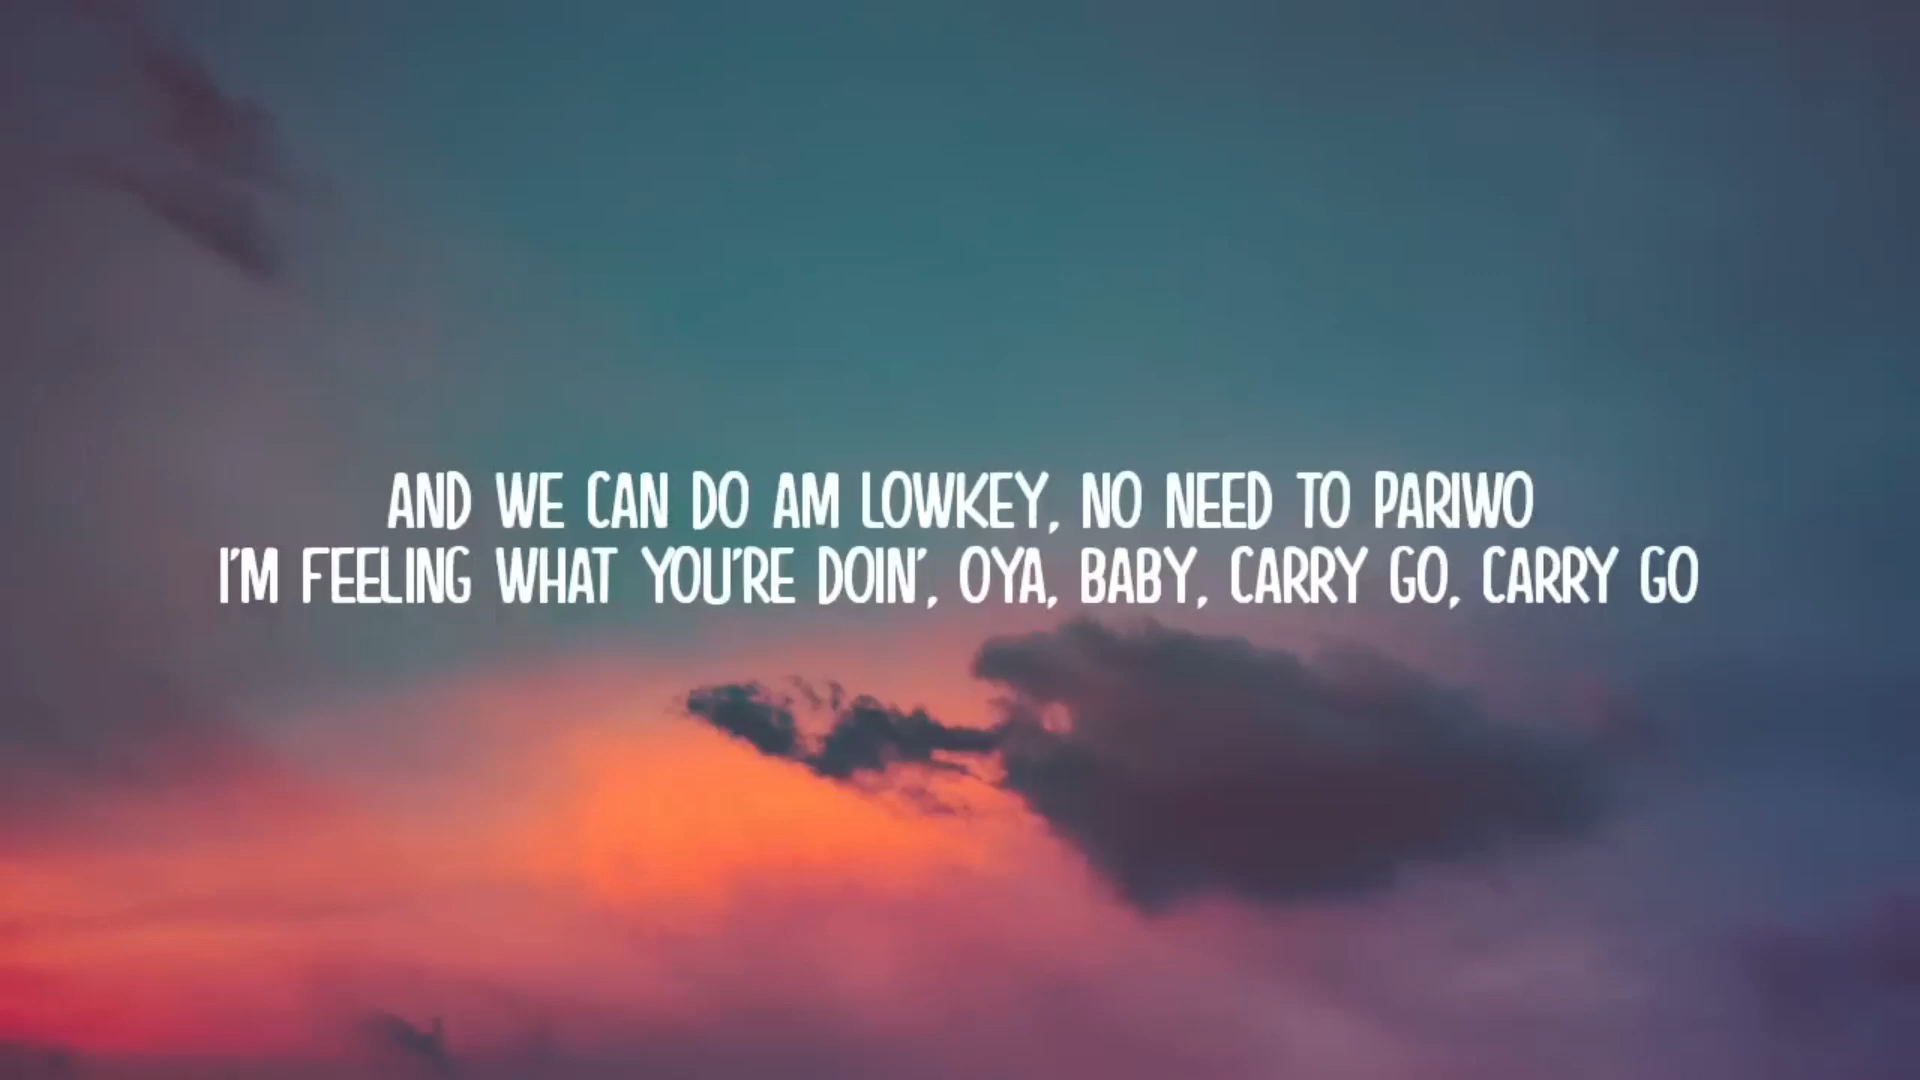 AND WE CAN DO AM LOWKEY, NO NEED TO PARIWO
I'M FEELING WHAT YOU'RE DOIN', OYA, BABY, CARRY GO, CARRY GO